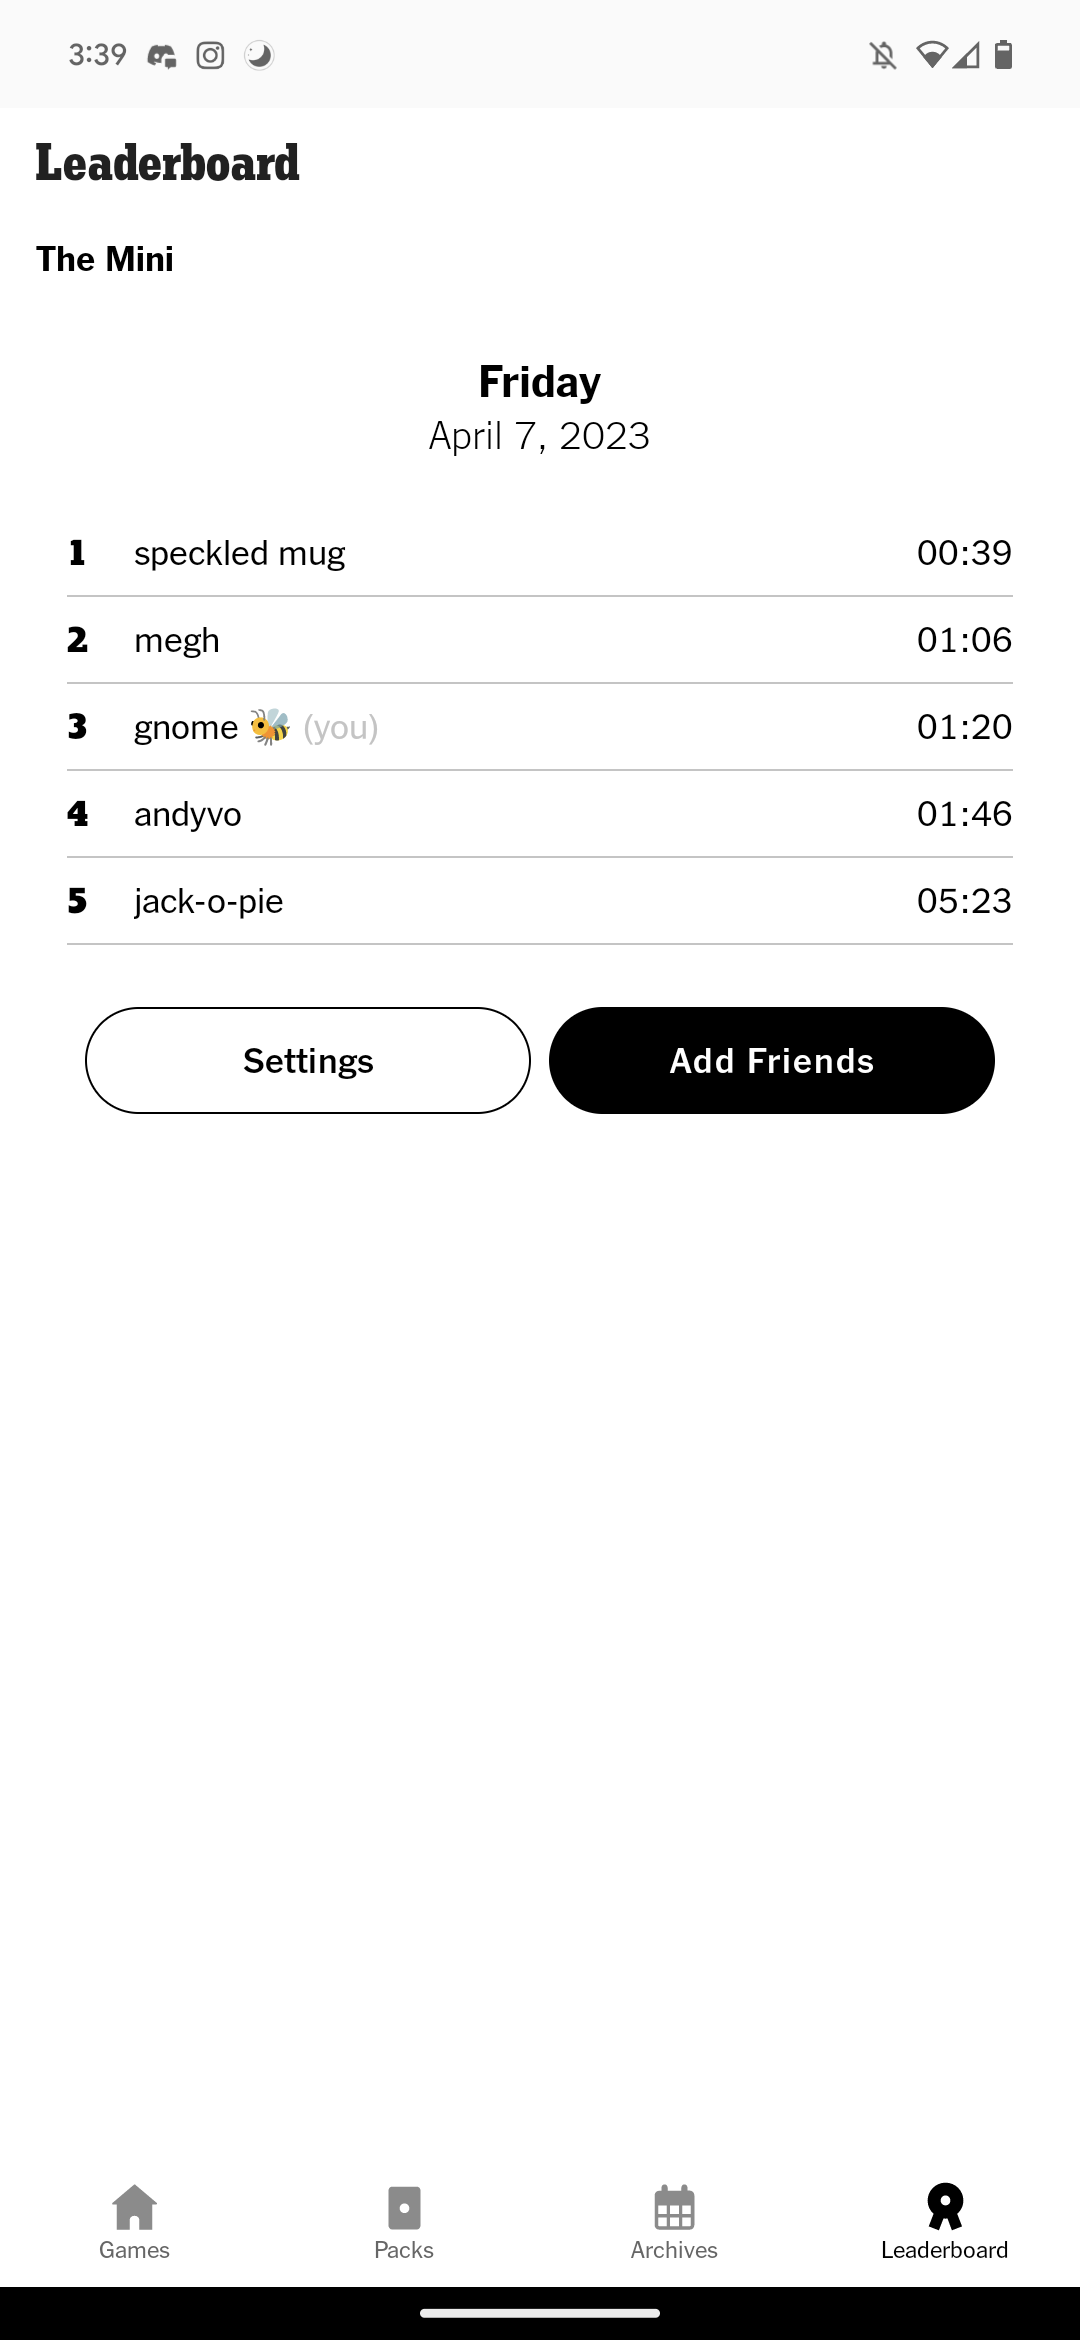 3:39
Leaderboard
The Mini
Friday
April 7, 2023
1 speckled mug 00:39
2 megh 01:06
3 gnome 🐝 (you) 01:20
4 andyvo 01:46
5 jack-o-pie 05:23
Settings Add Friends
Games Packs Archives Leaderboard